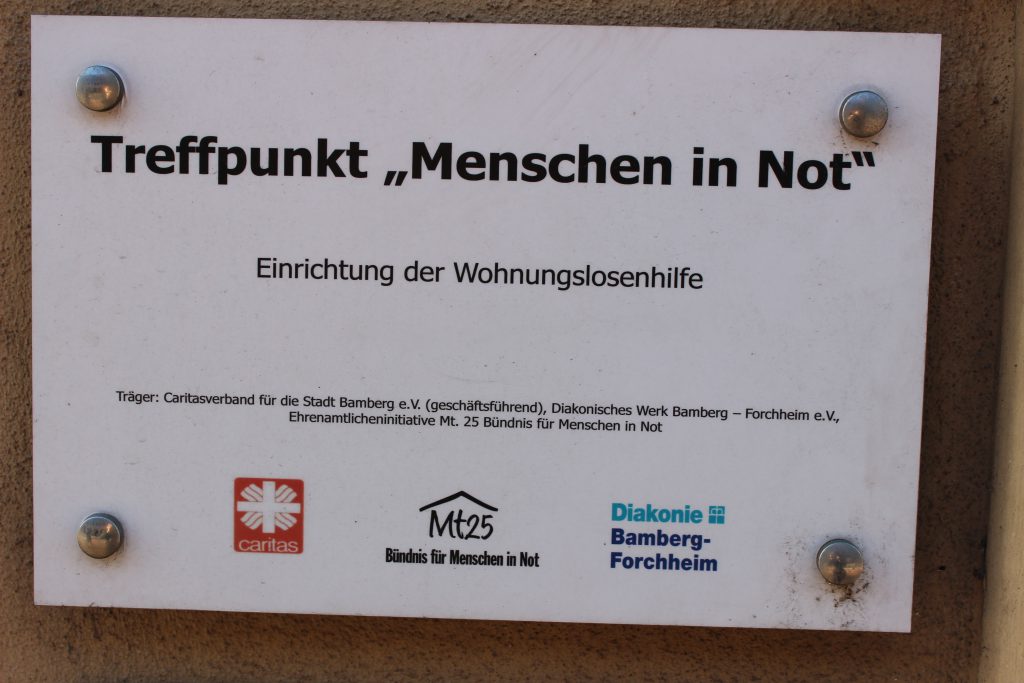 Treffpunkt „Menschen in Not“
Einrichtung der Wohnungslosenhilfe
Träger: Caritasverband für die Stadt Bamberg e.V. (geschäftsführend), Diakonisches Werk Bamberg – Forchheim e.V.,
Ehrenamtlicheninitiative Mt. 25 Bündnis für Menschen in Not
caritas
Mt25
Bündnis für Menschen in Not
Diakonie
Bamberg-
Forchheim